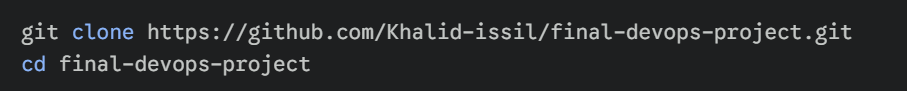 git clone https://github.com/Khalid-issil/final-devops-project.git
cd final-devops-project